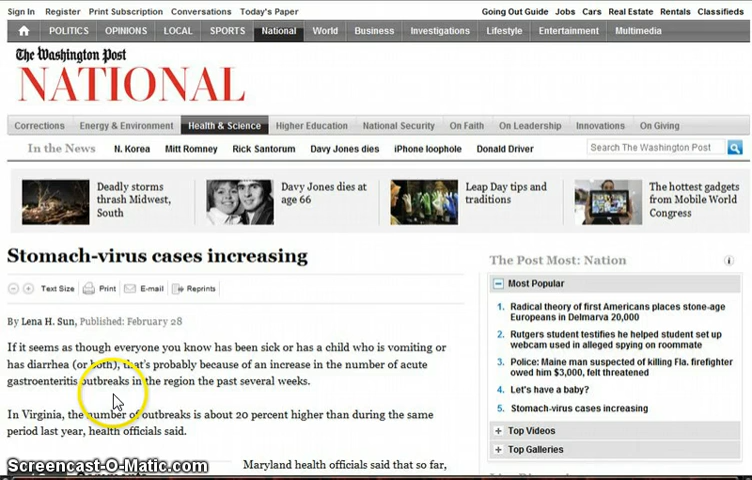 Sign In Register Print Subscription Conversations Today's Paper Going Out Guide Jobs Cars Real Estate Rentals Classifieds
POLITICS OPINIONS LOCAL SPORTS National World Business Investigations Lifestyle Entertainment Multimedia
The Washington Post
NATIONAL
Corrections Energy & Environment Health & Science Higher Education National Security On Faith On Leadership Innovations On Giving
In the News N. Korea Mitt Romney Rick Santorum Davy Jones dies iPhone loophole Donald Driver Search The Washington Post
Deadly storms
thrash Midwest,
South
Davy Jones dies at
age 66
Leap Day tips and
traditions
The hottest gadgets
from Mobile World
Congress
Stomach-virus cases increasing
Text Size Print E-mail Reprints
By Lena H. Sun, Published: February 28
If it seems as though everyone you know has been sick or has a child who is vomiting or
has diarrhea (or both), that's probably because of an increase in the number of acute
gastroenteritis outbreaks in the region the past several weeks.
In Virginia, the number of outbreaks is about 20 percent higher than during the same
period last year, health officials said.
Maryland health officials said that so far,
The Post Most: Nation
Most Popular
1. Radical theory of first Americans places stone-age
Europeans in Delmarva 20,000
2. Rutgers student testifies he helped student set up
webcam used in alleged spying on roommate
3. Police: Maine man suspected of killing Fla. firefighter
owed him $3,000, felt threatened
4. Let's have a baby?
5. Stomach-virus cases increasing
Top Videos
Top Galleries
Screencast-O-Matic.com